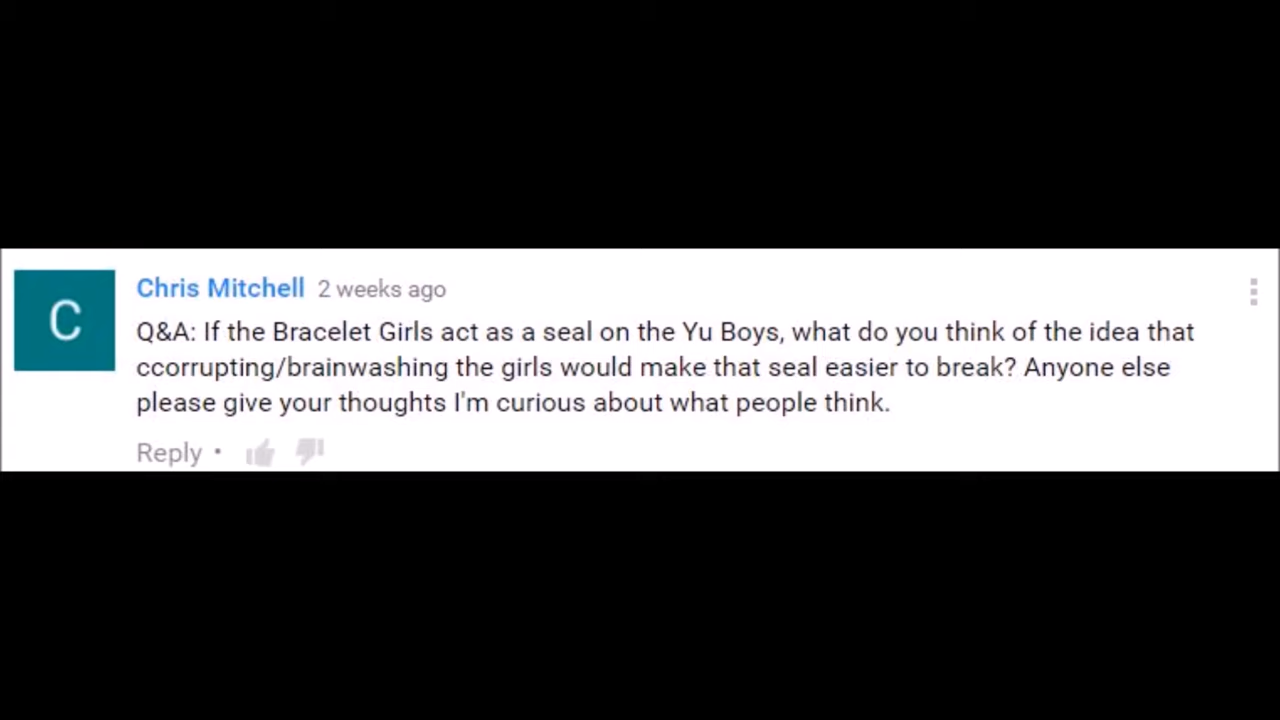 C
Chris Mitchell 2 weeks ago
Q&A: If the Bracelet Girls act as a seal on the Yu Boys, what do you think of the idea that
ccorrupting/brainwashing the girls would make that seal easier to break? Anyone else
please give your thoughts I'm curious about what people think.
Reply •